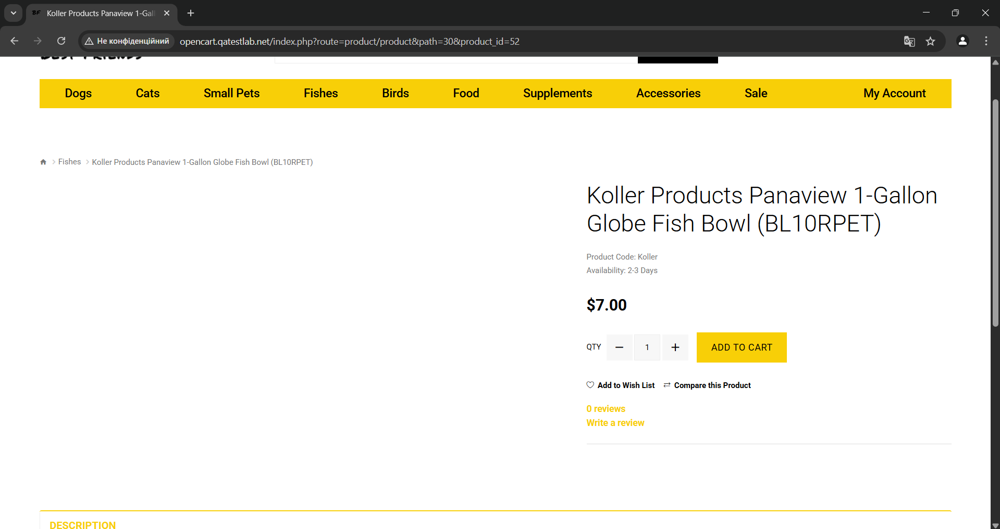 BF Koller Products Panaview 1-Gall
Не конфіденційний opencart.qatestlab.net/index.php?route=product/product&path=30&product_id=52
BEST FRIENDS
Dogs Cats Small Pets Fishes Birds Food Supplements Accessories Sale My Account
Fishes Koller Products Panaview 1-Gallon Globe Fish Bowl (BL10RPET)
Koller Products Panaview 1-Gallon
Globe Fish Bowl (BL10RPET)
Product Code: Koller
Availability: 2-3 Days
$7.00
QTY − 1 + ADD TO CART
Add to Wish List Compare this Product
0 reviews
Write a review
DESCRIPTION